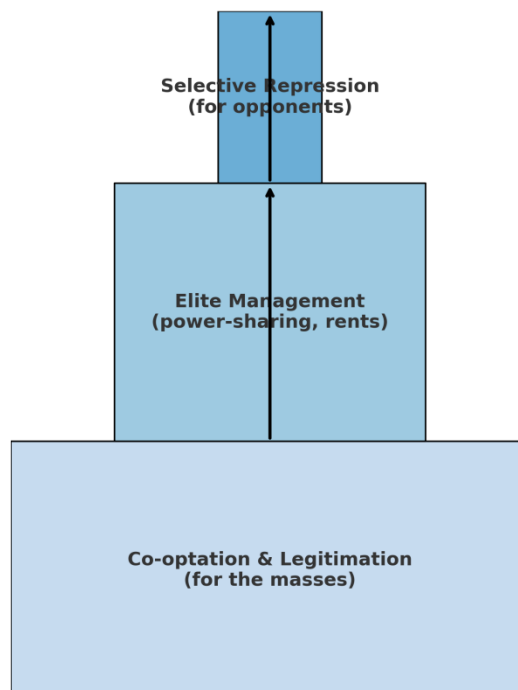 Selective Repression
(for opponents)
Elite Management
(power-sharing, rents)
Co-optation & Legitimation
(for the masses)